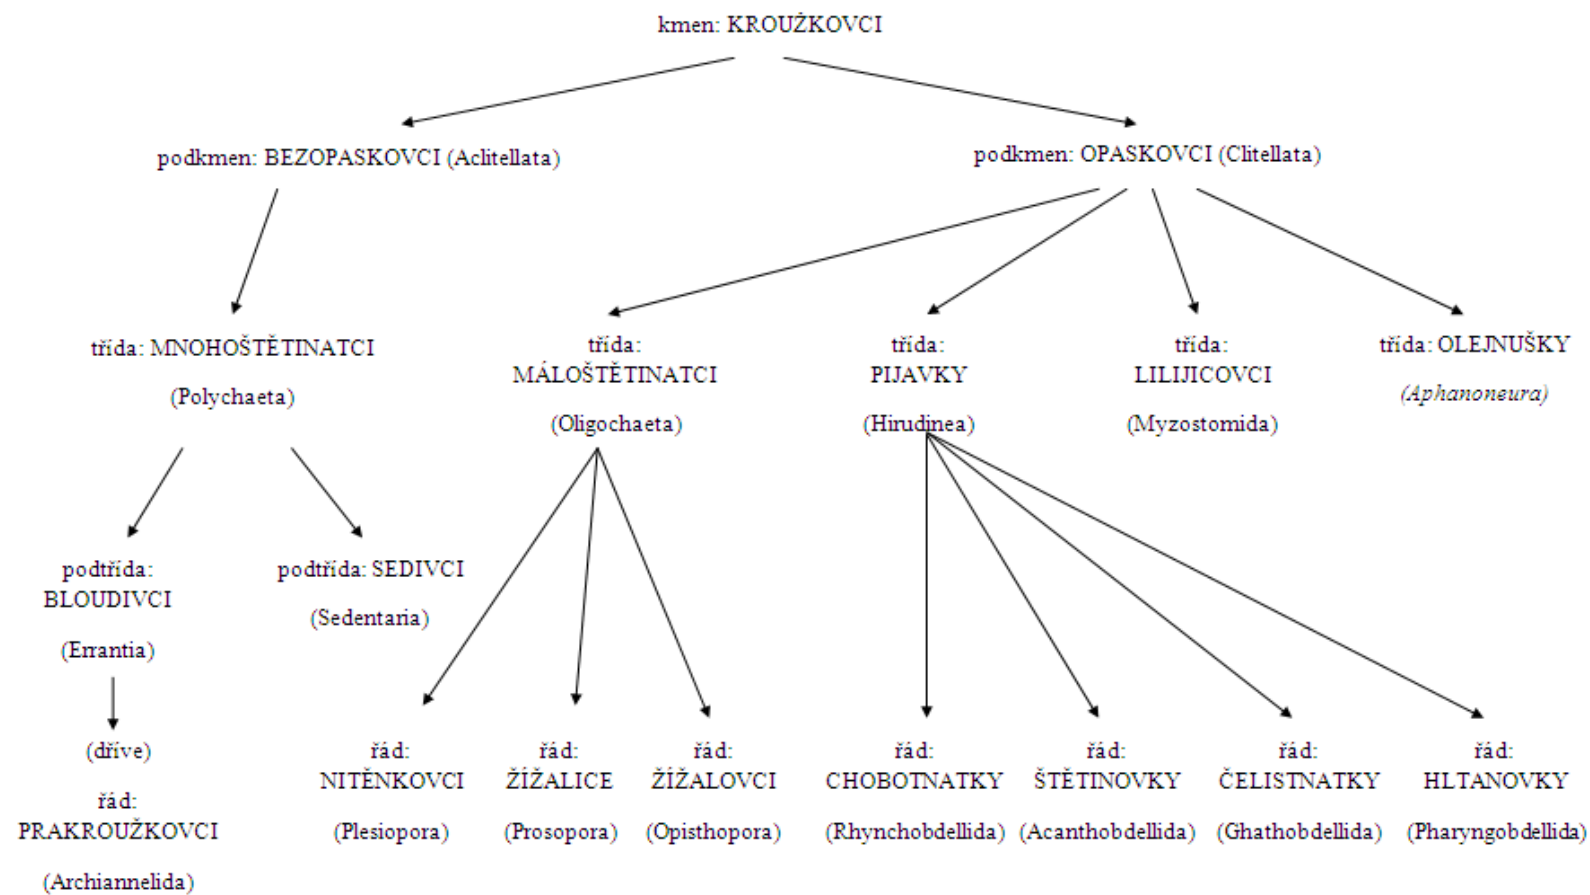 kmen: KROUŽKOVCI
podkmen: BEZOPASKOVCI (Aclitellata)
podkmen: OPASKOVCI (Clitellata)
třída: MNOHOŠTĚTINATCI
(Polychaeta)
třída:
MÁLOŠTĚTINATCI
(Oligochaeta)
třída:
PIJAVKY
(Hirudinea)
třída:
LILIJICOVCI
(Myzostomida)
třída: OLEJNUŠKY
(Aphanoneura)
podtřída:
BLOUDIVCI
(Errantia)
podtřída: SEDIVCI
(Sedentaria)
(dříve)
řád:
PRAKROUŽKOVCI
(Archiannelida)
řád:
NITĚNKOVCI
(Plesiopora)
řád:
ŽÍŽALICE
(Prosopora)
řád:
ŽÍŽALOVCI
(Opisthopora)
řád:
CHOBOTNATKY
(Rhynchobdellida)
řád:
ŠTĚTINOVKY
(Acanthobdellida)
řád:
ČELISTNATKY
(Ghathobdellida)
řád:
HLTANOVKY
(Pharyngobdellida)